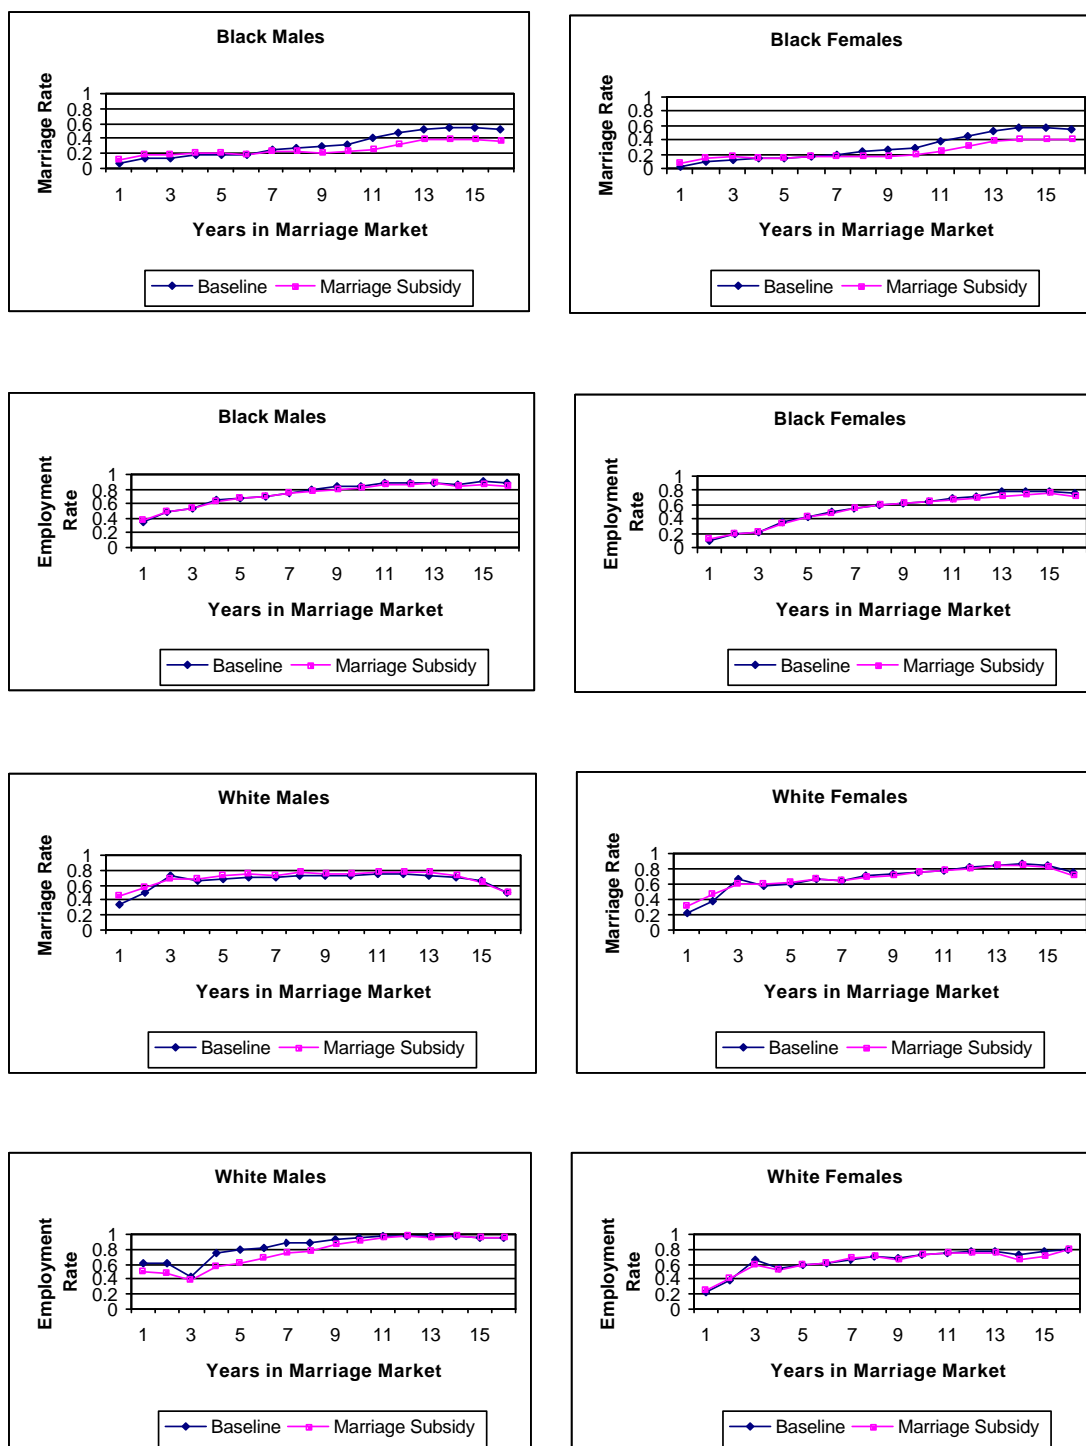 Black Males
Marriage Rate
1
0.8
0.6
0.4
0.2
0
1 3 5 7 9 11 13 15
Years in Marriage Market
Baseline Marriage Subsidy
Black Females
Marriage Rate
1
0.8
0.6
0.4
0.2
0
1 3 5 7 9 11 13 15
Years in Marriage Market
Baseline Marriage Subsidy
Black Males
Employment
Rate
1
0.8
0.6
0.4
0.2
0
1 3 5 7 9 11 13 15
Years in Marriage Market
Baseline Marriage Subsidy
Black Females
Employment
Rate
1
0.8
0.6
0.4
0.2
0
1 3 5 7 9 11 13 15
Years in Marriage Market
Baseline Marriage Subsidy
White Males
Marriage Rate
1
0.8
0.6
0.4
0.2
0
1 3 5 7 9 11 13 15
Years in Marriage Market
Baseline Marriage Subsidy
White Females
Marriage Rate
1
0.8
0.6
0.4
0.2
0
1 3 5 7 9 11 13 15
Years in Marriage Market
Baseline Marriage Subsidy
White Males
Employment
Rate
1
0.8
0.6
0.4
0.2
0
1 3 5 7 9 11 13 15
Years in Marriage Market
Baseline Marriage Subsidy
White Females
Employment
Rate
1
0.8
0.6
0.4
0.2
0
1 3 5 7 9 11 13 15
Years in Marriage Market
Baseline Marriage Subsidy